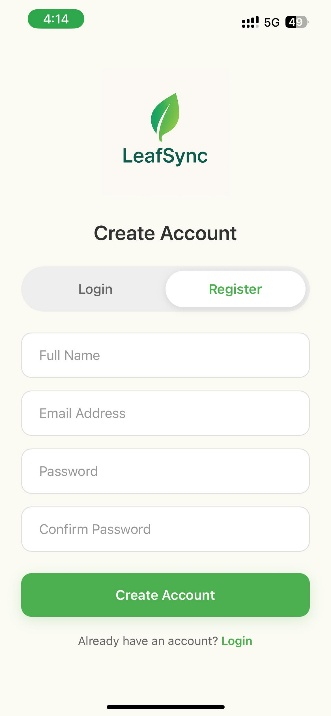 4:14
5G 49
LeafSync
Create Account
Login Register
Full Name
Email Address
Password
Confirm Password
Create Account
Already have an account? Login